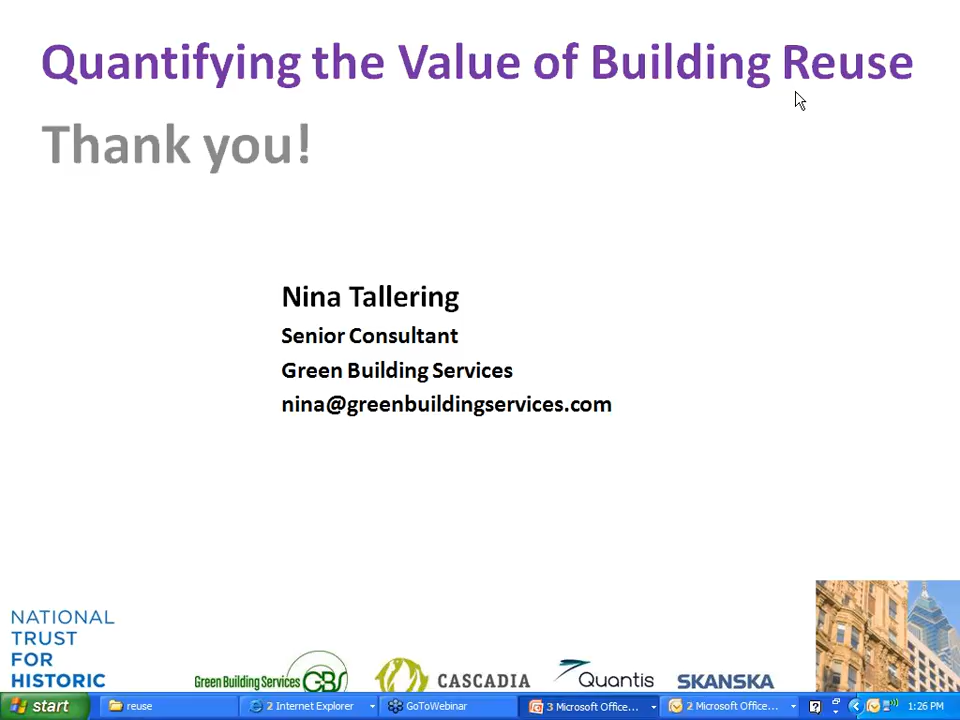 Quantifying the Value of Building Reuse
Thank you!
Nina Tallering
Senior Consultant
Green Building Services
nina@greenbuildingservices.com
NATIONAL
TRUST
FOR
HISTORIC
Green Building Services GBS
CASCADIA
Quantis
SKANSKA
start
reuse
2 Internet Explorer
GoToWebinar
3 Microsoft Office...
2 Microsoft Office...
1:26 PM